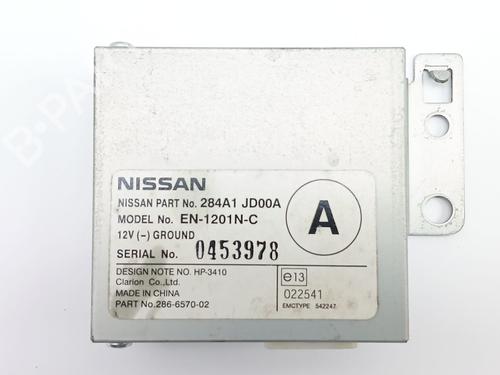 NISSAN
NISSAN PART No. 284A1 JD00A
MODEL No. EN-1201N-C
12V (-) GROUND
SERIAL No. 0453978
A
DESIGN NOTE NO. HP-3410
Clarion Co.,Ltd.
MADE IN CHINA
PART No.286-6570-02
e13
022541
EMCTYPE 542247
B-PARTS